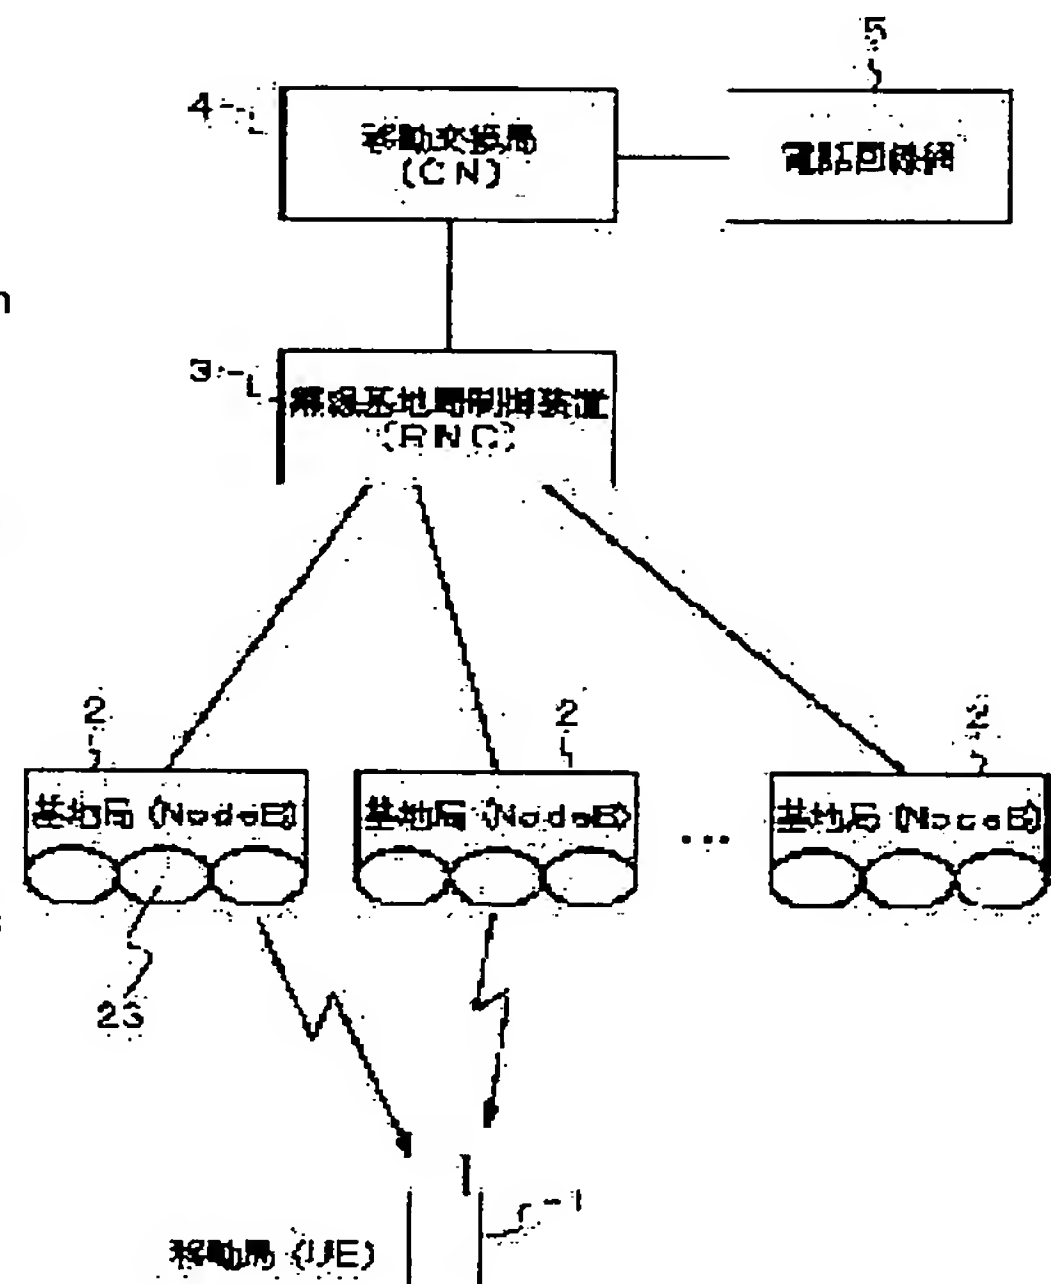 5
4
移動交換局
(CN)
電話回線網
n
3
無線基地局制御装置
(RNC)
2
2
2
基地局 (NodeB)
基地局 (NodeB)
...
基地局 (NodeB)
23
1
移動局 (UE)